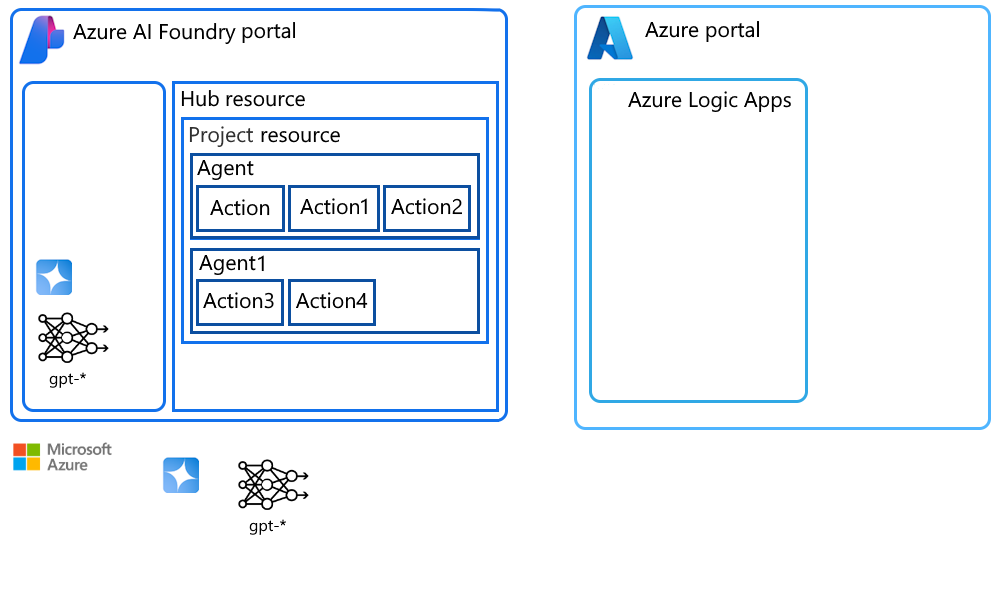 Azure AI Foundry portal
Hub resource
Project resource
Agent
Action
Action1
Action2
Agent1
Action3
Action4
gpt-*
Microsoft
Azure
gpt-*
Azure portal
Azure Logic Apps